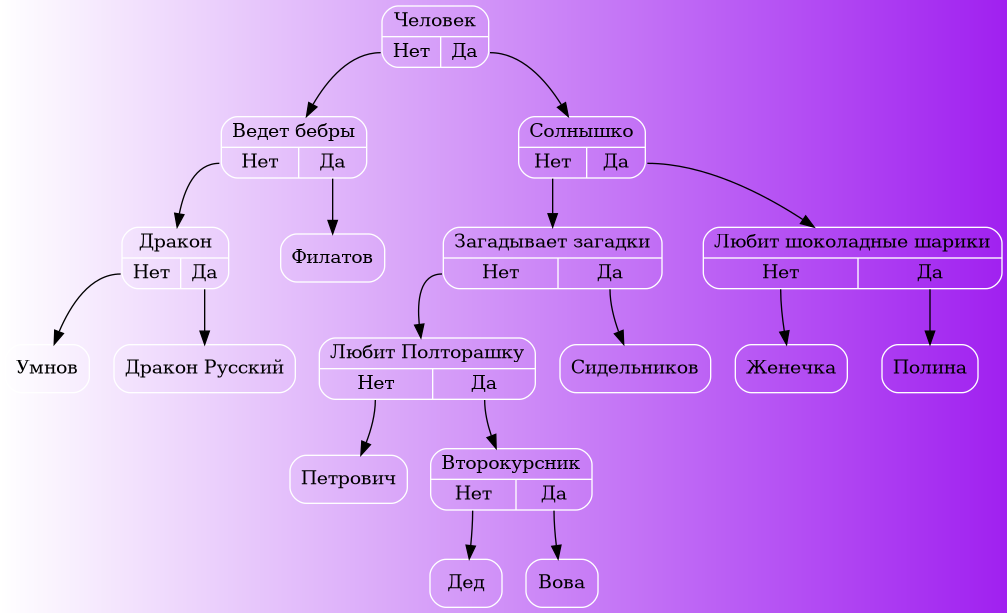 Человек
Нет Да
Ведет бебры
Нет Да
Солнышко
Нет Да
Дракон
Нет Да
Филатов
Загадывает загадки
Нет Да
Любит шоколадные шарики
Нет Да
Умнов
Дракон Русский
Любит Полторашку
Нет Да
Сидельников
Женечка
Полина
Петрович
Второкурсник
Нет Да
Дед
Вова